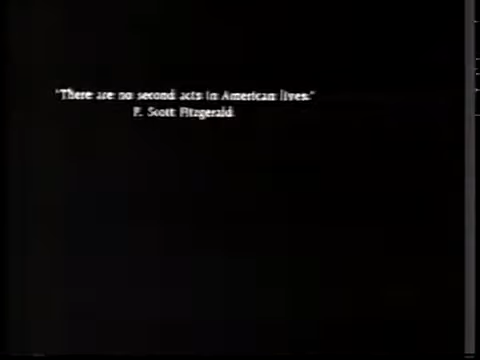 "There are no second acts in American lives."
F. Scott Fitzgerald